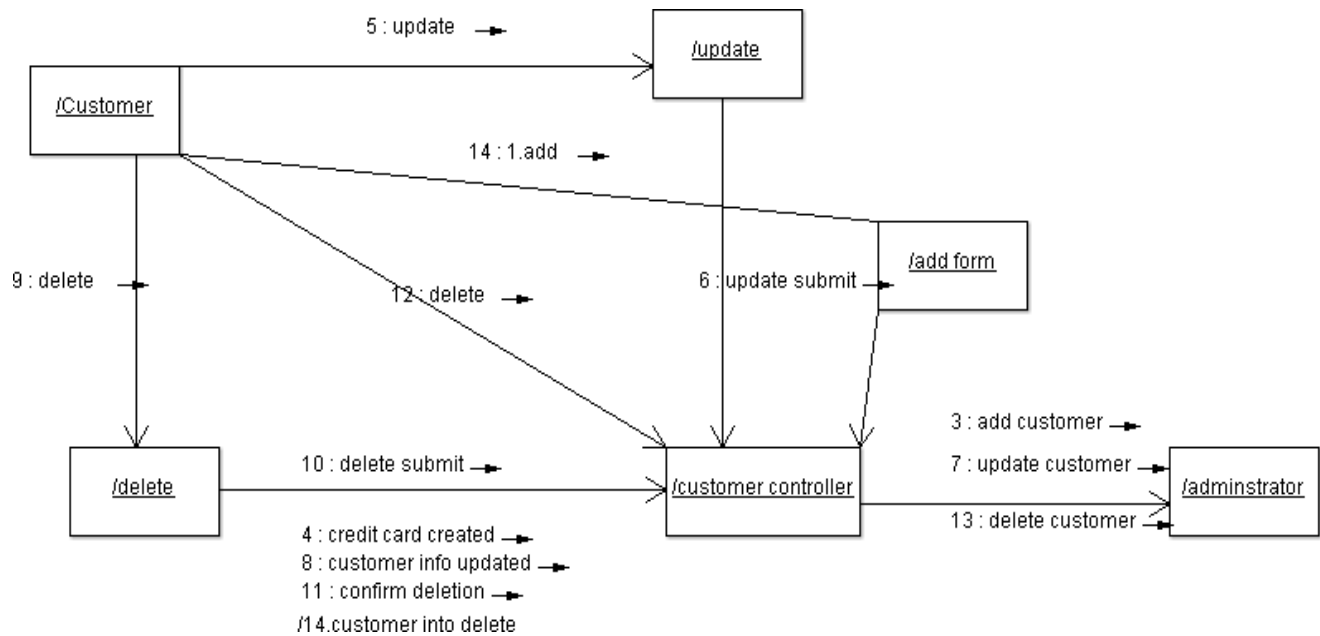 5 : update
/update
/Customer
14 : 1.add
/add form
9 : delete
12 : delete
6 : update submit
3 : add customer
10 : delete submit
7 : update customer
/delete
/customer controller
/adminstrator
13 : delete customer
4 : credit card created
8 : customer info updated
11 : confirm deletion
/14.customer into delete